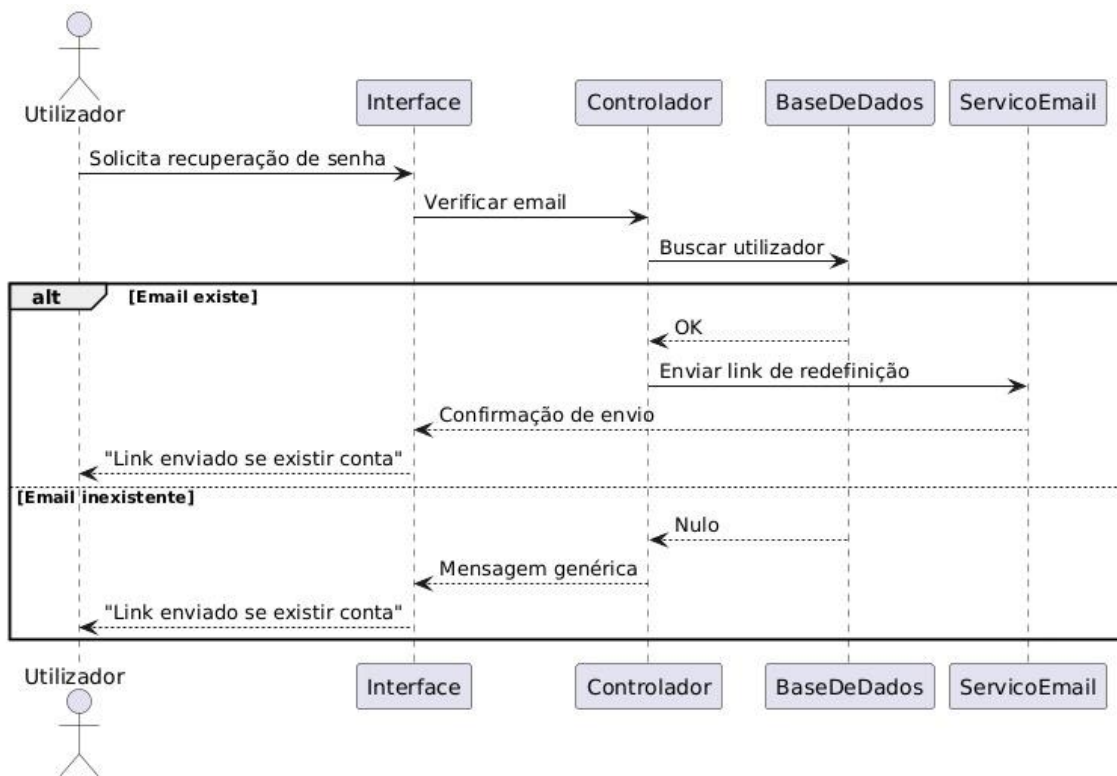 Utilizador
Interface
Controlador
BaseDeDados
ServicoEmail
Solicita recuperação de senha
Verificar email
Buscar utilizador
alt
[Email existe]
OK
Enviar link de redefinição
Confirmação de envio
"Link enviado se existir conta"
[Email inexistente]
Nulo
Mensagem genérica
"Link enviado se existir conta"
Utilizador
Interface
Controlador
BaseDeDados
ServicoEmail